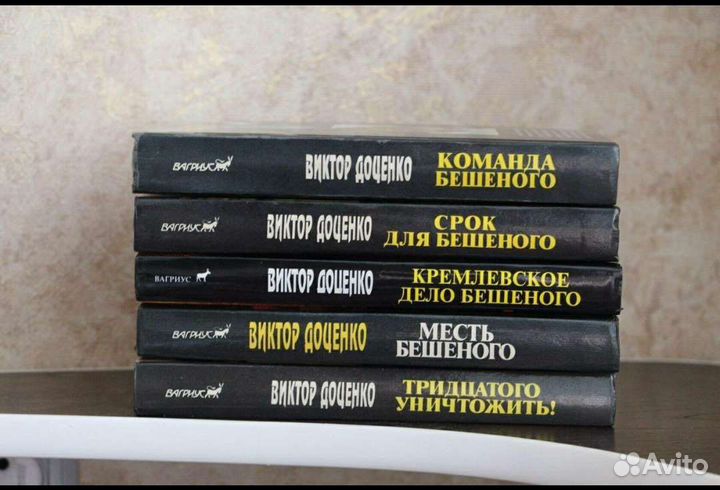 ВАГРИУС
ВИКТОР ДОЦЕНКО
КОМАНДА
БЕШЕНОГО
ВАГРИУС
ВИКТОР ДОЦЕНКО
СРОК
ДЛЯ БЕШЕНОГО
ВАГРИУС
ВИКТОР ДОЦЕНКО
КРЕМЛЕВСКОЕ
ДЕЛО БЕШЕНОГО
ВАГРИУС
ВИКТОР ДОЦЕНКО
МЕСТЬ
БЕШЕНОГО
ВАГРИУС
ВИКТОР ДОЦЕНКО
ТРИДЦАТОГО
УНИЧТОЖИТЬ!
Avito